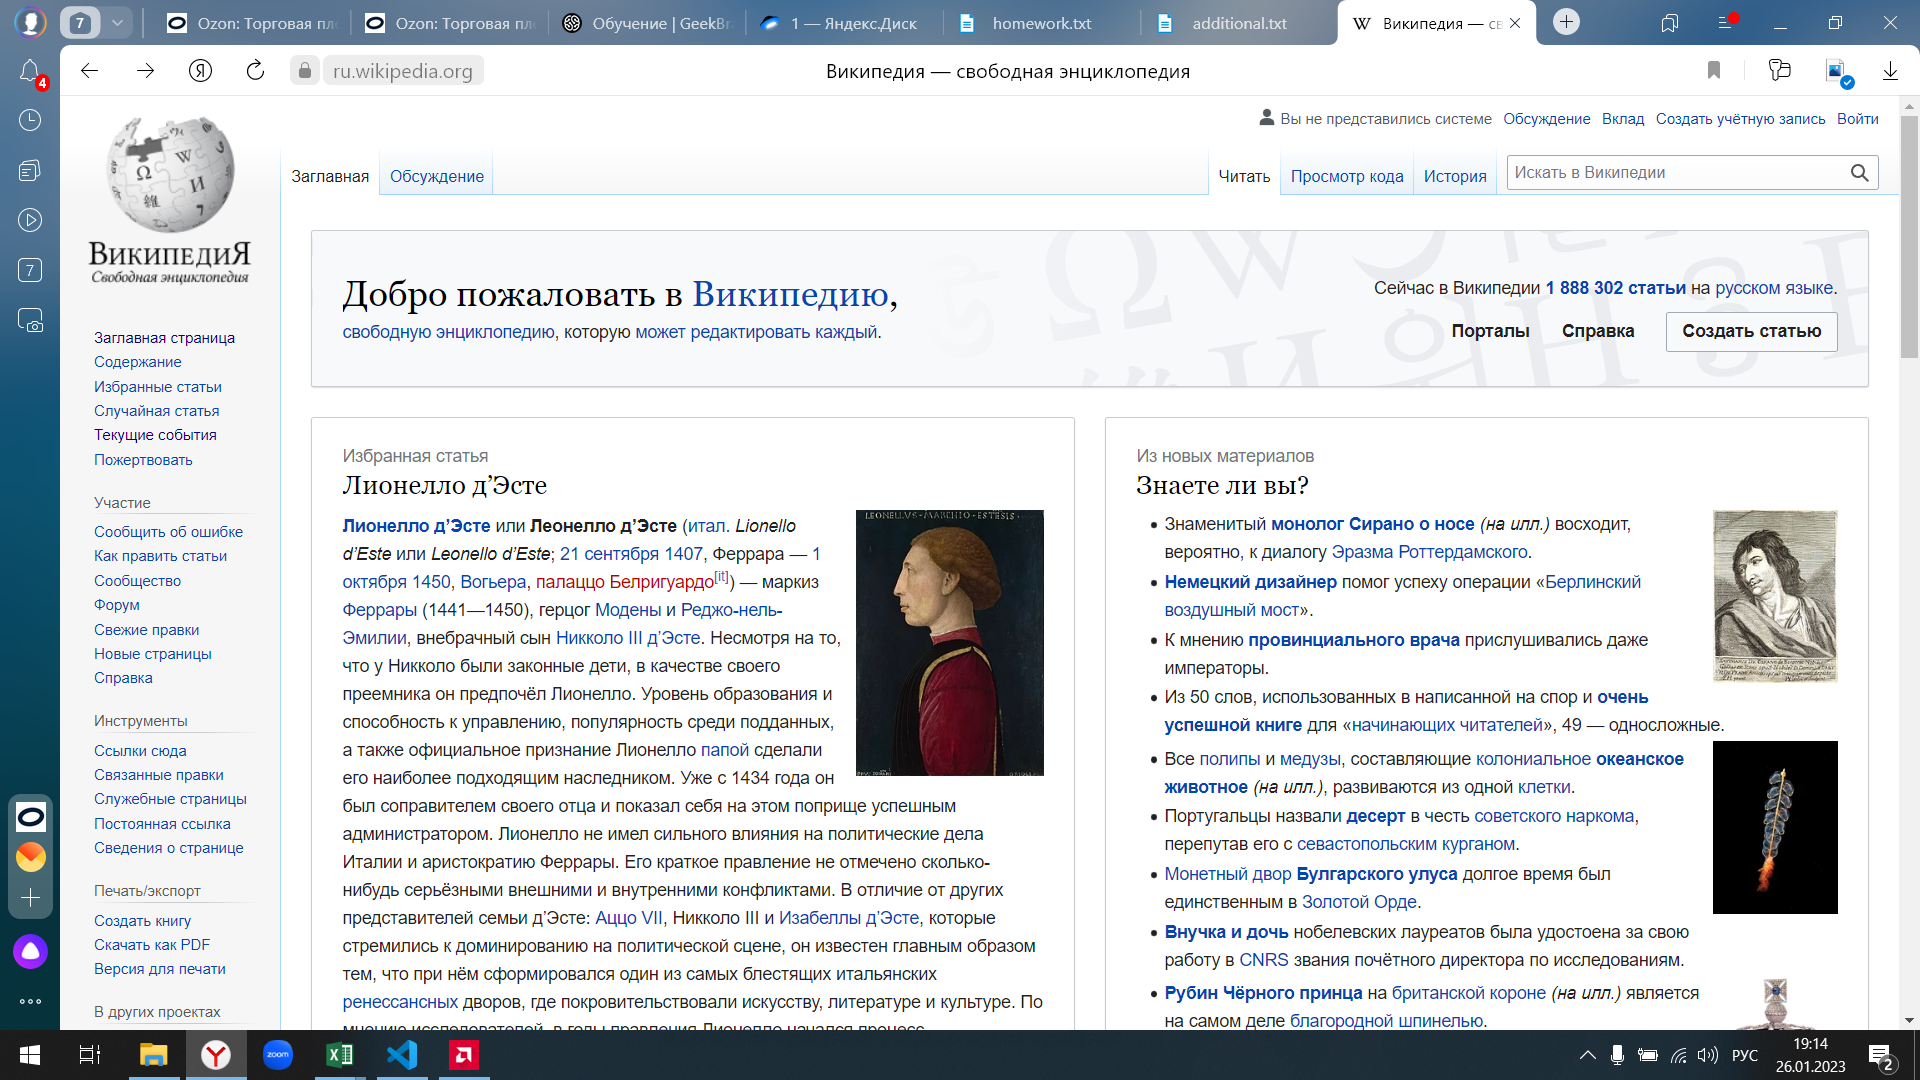 7
Ozon: Торговая пл
Ozon: Торговая пл
Обучение | GeekBr
1 — Яндекс.Диск
homework.txt
additional.txt
Википедия — св
4
ru.wikipedia.org
Википедия — свободная энциклопедия
7
Википедия
Свободная энциклопедия
Вы не представились системе Обсуждение Вклад Создать учётную запись Войти
Заглавная Обсуждение Читать Просмотр кода История Искать в Википедии
Заглавная страница
Содержание
Избранные статьи
Случайная статья
Текущие события
Пожертвовать
Участие
Сообщить об ошибке
Как править статьи
Сообщество
Форум
Свежие правки
Новые страницы
Справка
Инструменты
Ссылки сюда
Связанные правки
Служебные страницы
Постоянная ссылка
Сведения о странице
Печать/экспорт
Создать книгу
Скачать как PDF
Версия для печати
В других проектах
Добро пожаловать в Википедию,
свободную энциклопедию, которую может редактировать каждый.
Сейчас в Википедии 1 888 302 статьи на русском языке.
Порталы Справка Создать статью
Избранная статья
Лионелло д’Эсте
Лионелло д’Эсте или Леонелло д’Эсте (итал. Lionello
d’Este или Leonello d’Este; 21 сентября 1407, Феррара — 1
октября 1450, Вогьера, палаццо Белригуардо[it]) — маркиз
Феррары (1441—1450), герцог Модены и Реджо-нель-
Эмилии, внебрачный сын Никколо III д’Эсте. Несмотря на то,
что у Никколо были законные дети, в качестве своего
преемника он предпочёл Лионелло. Уровень образования и
способность к управлению, популярность среди подданных,
а также официальное признание Лионелло папой сделали
его наиболее подходящим наследником. Уже с 1434 года он
был соправителем своего отца и показал себя на этом поприще успешным
администратором. Лионелло не имел сильного влияния на политические дела
Италии и аристократию Феррары. Его краткое правление не отмечено сколько-
нибудь серьёзными внешними и внутренними конфликтами. В отличие от других
представителей семьи д’Эсте: Аццо VII, Никколо III и Изабеллы д’Эсте, которые
стремились к доминированию на политической сцене, он известен главным образом
тем, что при нём сформировался один из самых блестящих итальянских
ренессансных дворов, где покровительствовали искусству, литературе и культуре. По
мнению исследователей, в годы правления Лионелло начался процесс
LEONELLVS·MARCHIO·ESTESIS·
Из новых материалов
Знаете ли вы?
Знаменитый монолог Сирано о носе (на илл.) восходит,
вероятно, к диалогу Эразма Роттердамского.
Немецкий дизайнер помог успеху операции «Берлинский
воздушный мост».
К мнению провинциального врача прислушивались даже
императоры.
Из 50 слов, использованных в написанной на спор и очень
успешной книге для «начинающих читателей», 49 — односложные.
Все полипы и медузы, составляющие колониальное океанское
животное (на илл.), развиваются из одной клетки.
Португальцы назвали десерт в честь советского наркома,
перепутав его с севастопольским курганом.
Монетный двор Булгарского улуса долгое время был
единственным в Золотой Орде.
Внучка и дочь нобелевских лауреатов была удостоена за свою
работу в CNRS звания почётного директора по исследованиям.
Рубин Чёрного принца на британской короне (на илл.) является
на самом деле благородной шпинелью.
zoom
РУС
19:14
26.01.2023
2